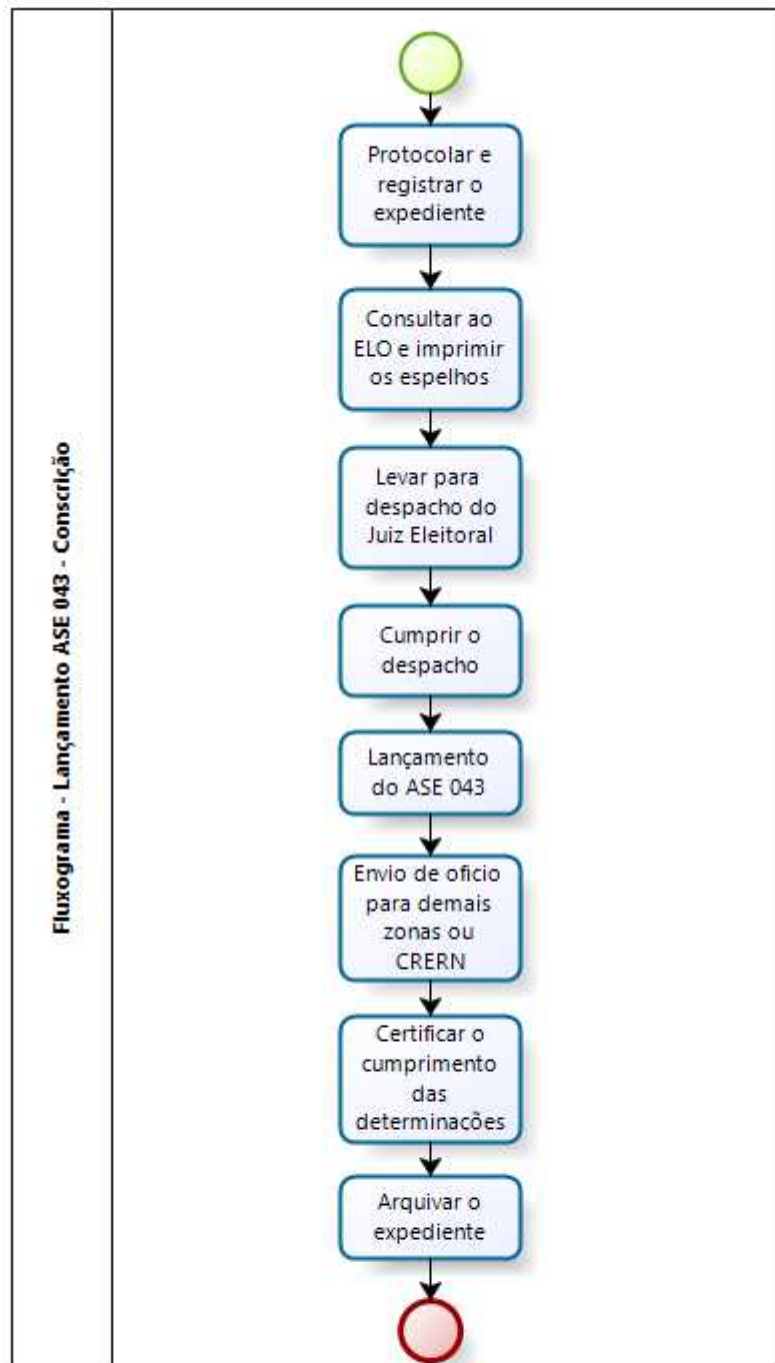 Fluxograma - Lançamento ASE 043 - Conscrição
Protocolar e
registrar o
expediente
Consultar ao
ELO e imprimir
os espelhos
Levar para
despacho do
Juiz Eleitoral
Cumprir o
despacho
Lançamento
do ASE 043
Envio de oficio
para demais
zonas ou
CRERN
Certificar o
cumprimento
das
determinações
Arquivar o
expediente